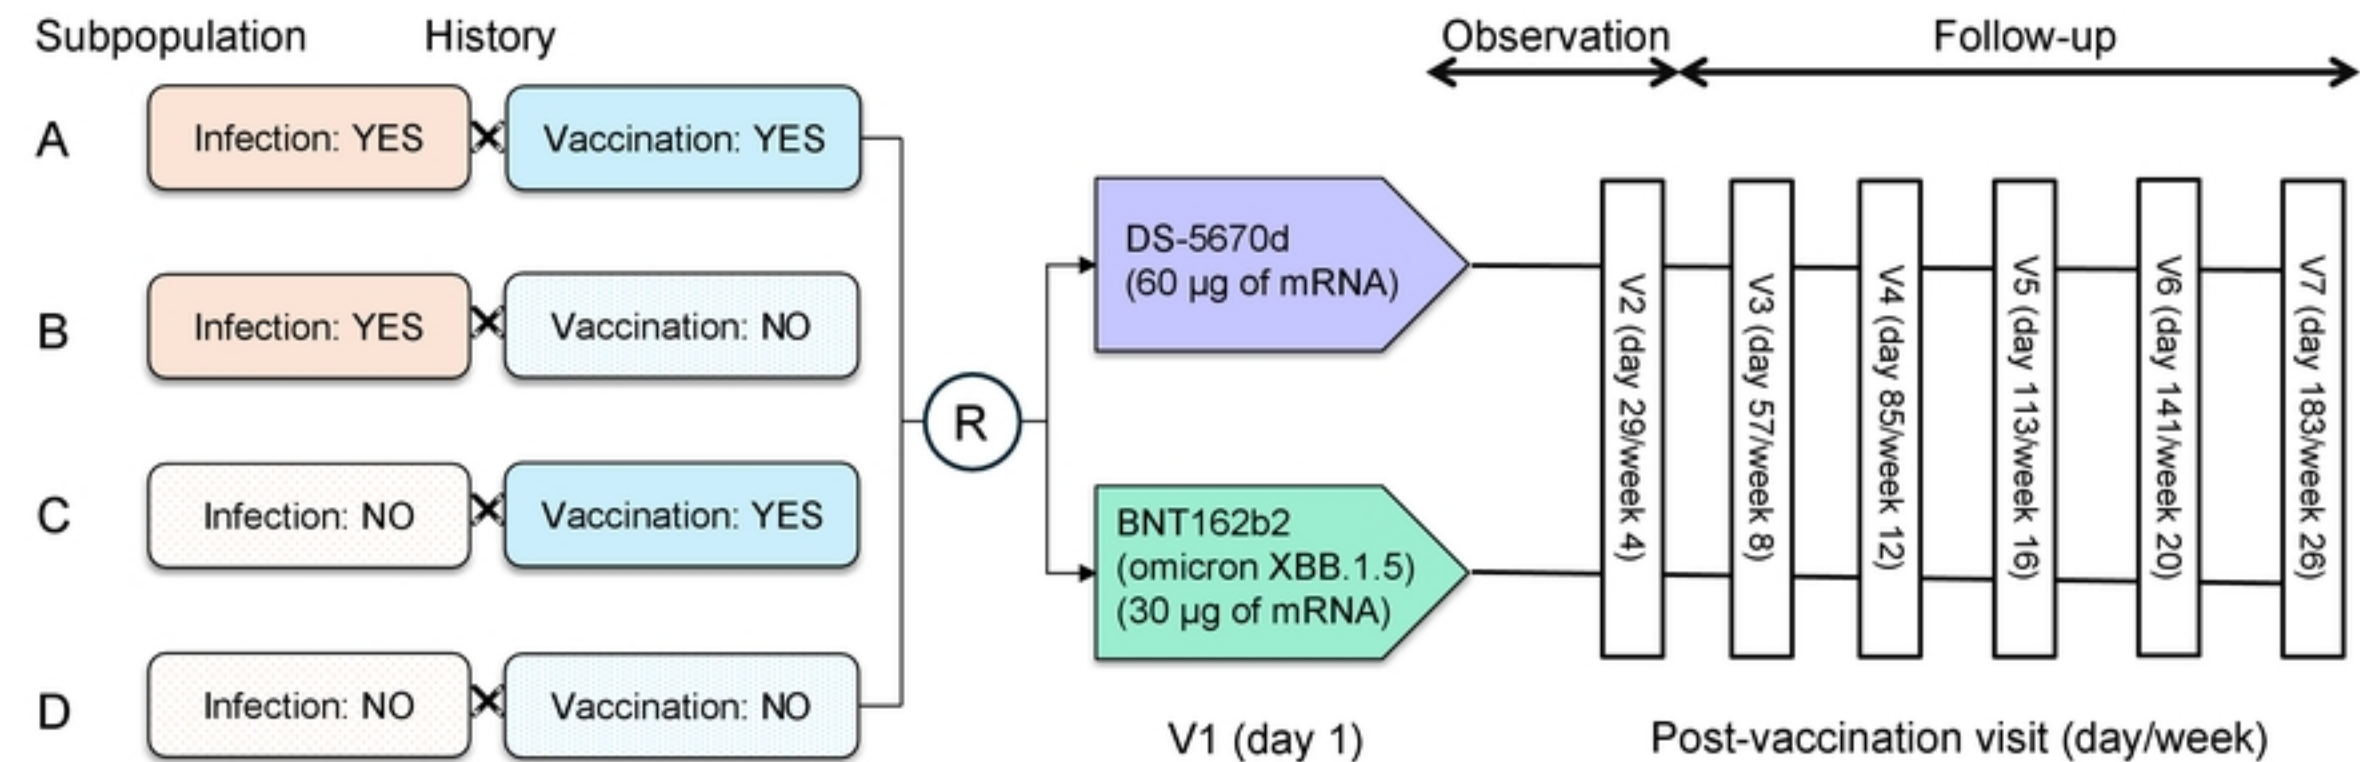 Subpopulation History
Observation Follow-up
A Infection: YES Vaccination: YES
B Infection: YES Vaccination: NO
C Infection: NO Vaccination: YES
D Infection: NO Vaccination: NO
R
DS-5670d
(60 µg of mRNA)
BNT162b2
(omicron XBB.1.5)
(30 µg of mRNA)
V1 (day 1)
V2 (day 29/week 4)
V3 (day 57/week 8)
V4 (day 85/week 12)
V5 (day 113/week 16)
V6 (day 141/week 20)
V7 (day 183/week 26)
Post-vaccination visit (day/week)